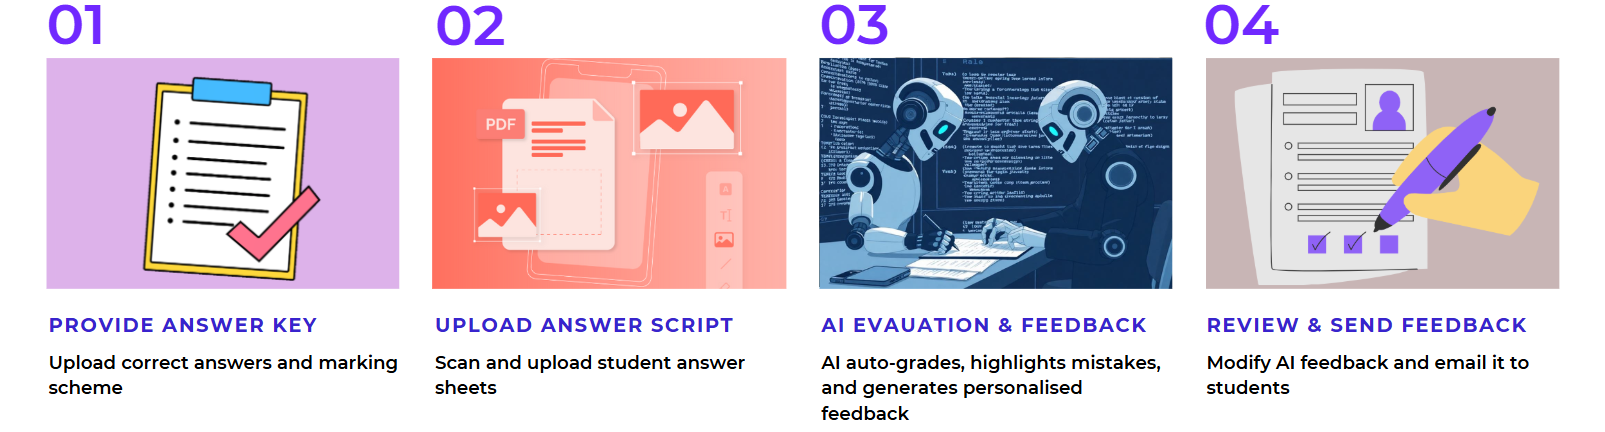 01
02
03
04
PDF
PROVIDE ANSWER KEY
Upload correct answers and marking
scheme
UPLOAD ANSWER SCRIPT
Scan and upload student answer
sheets
AI EVAUATION & FEEDBACK
AI auto-grades, highlights mistakes,
and generates personalised
feedback
REVIEW & SEND FEEDBACK
Modify AI feedback and email it to
students